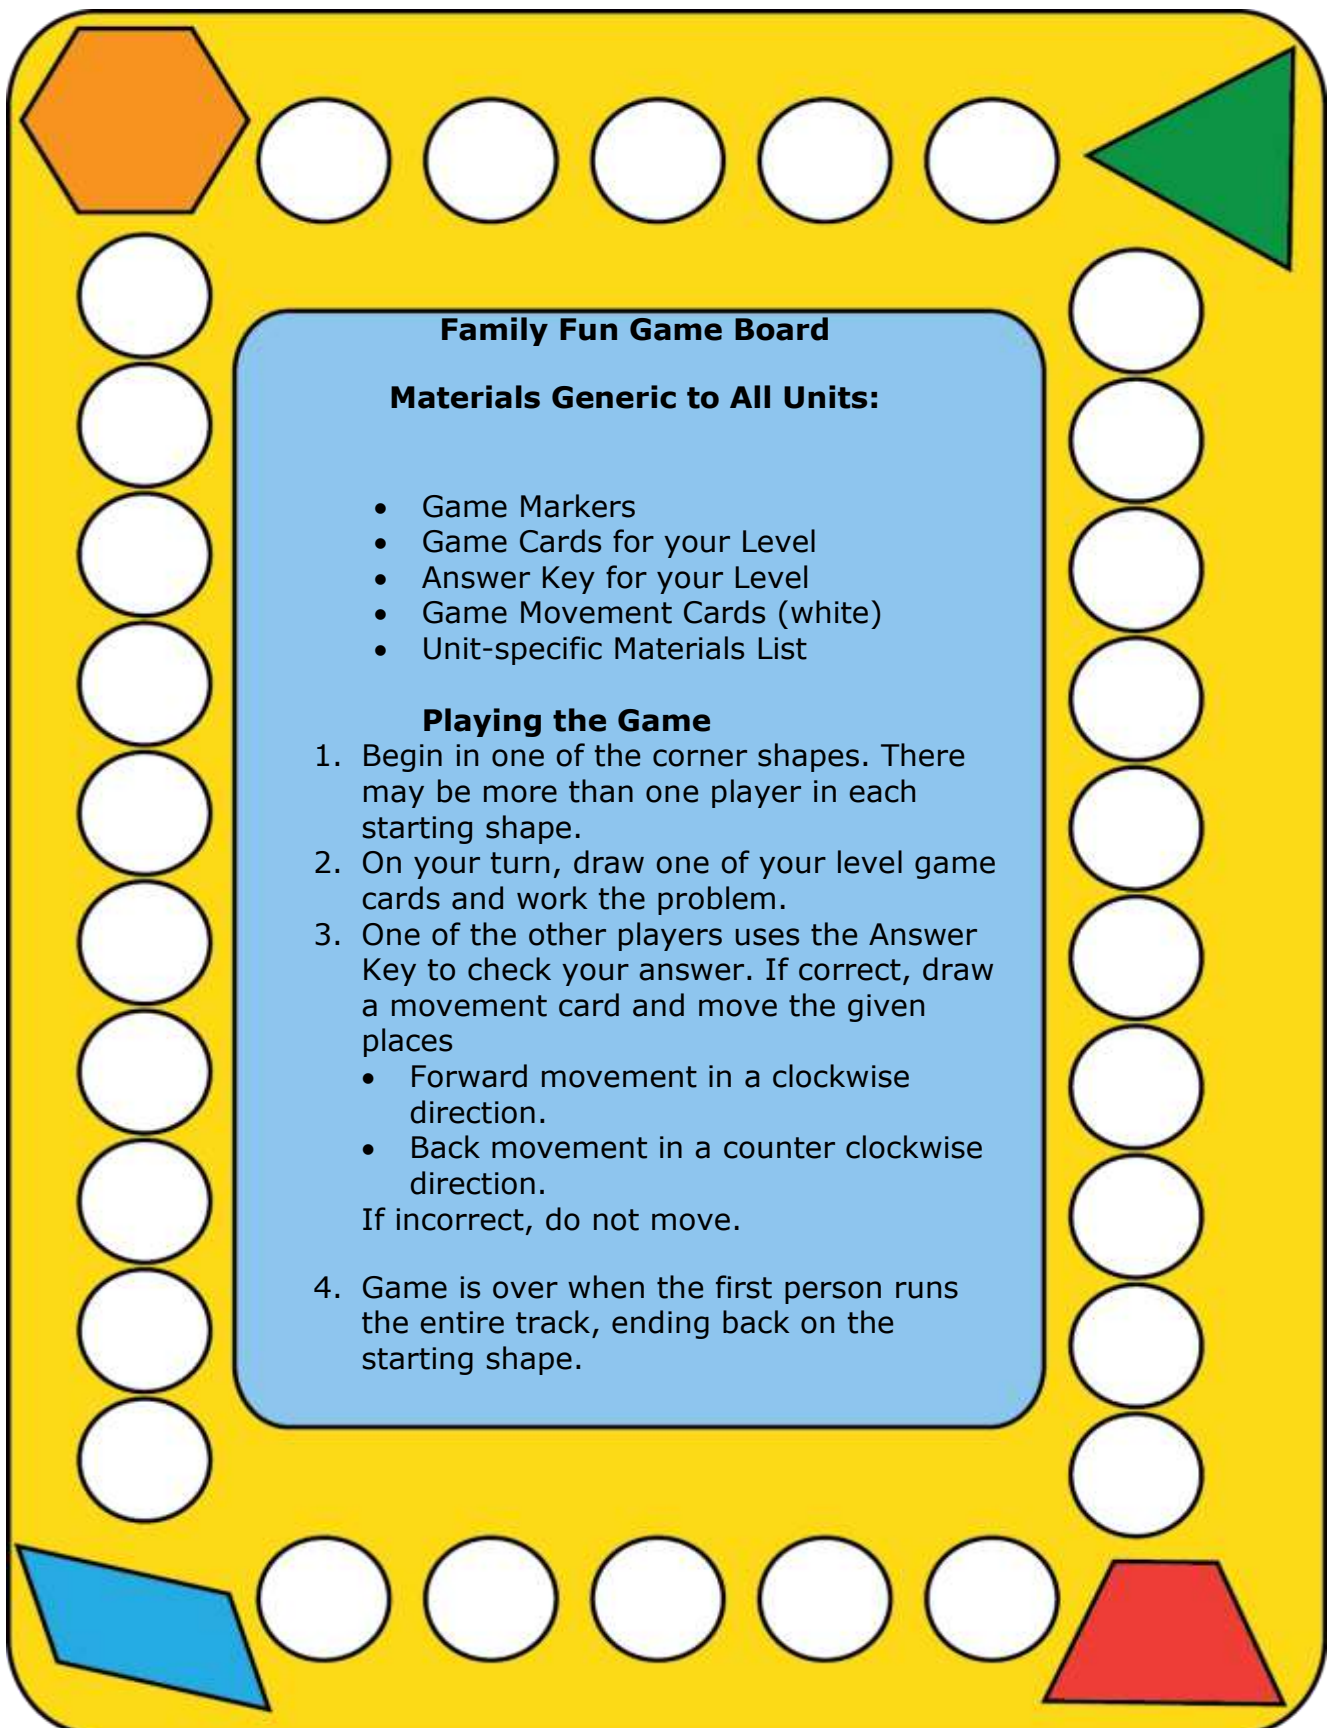 Family Fun Game Board
Materials Generic to All Units:
• Game Markers
• Game Cards for your Level
• Answer Key for your Level
• Game Movement Cards (white)
• Unit-specific Materials List
Playing the Game
1. Begin in one of the corner shapes. There
may be more than one player in each
starting shape.
2. On your turn, draw one of your level game
cards and work the problem.
3. One of the other players uses the Answer
Key to check your answer. If correct, draw
a movement card and move the given
places
• Forward movement in a clockwise
direction.
• Back movement in a counter clockwise
direction.
If incorrect, do not move.
4. Game is over when the first person runs
the entire track, ending back on the
starting shape.